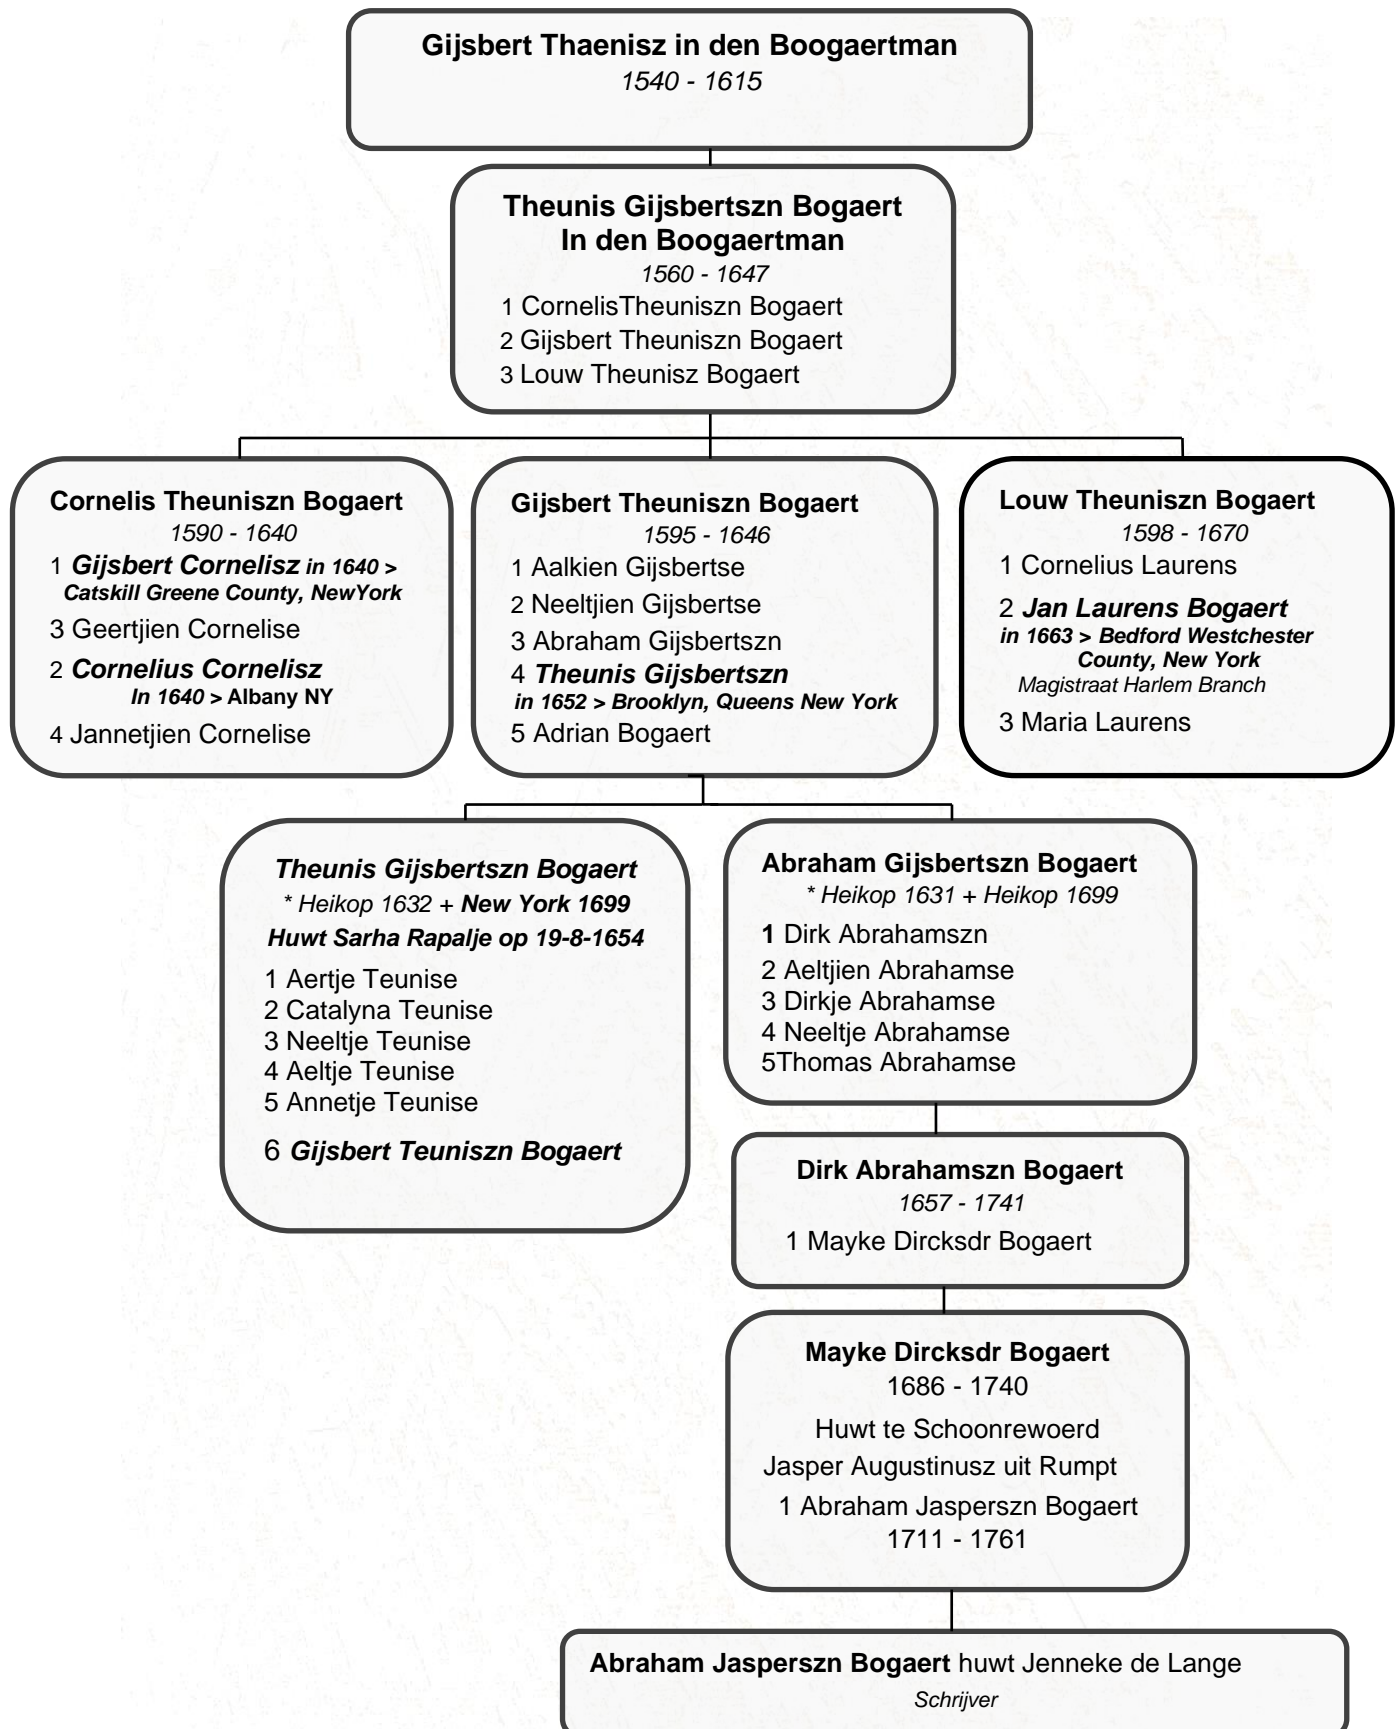 Gijsbert Thaenisz in den Boogaertman
1540 - 1615
Theunis Gijsbertszn Bogaert
In den Boogaertman
1560 - 1647
1 CornelisTheuniszn Bogaert
2 Gijsbert Theuniszn Bogaert
3 Louw Theunisz Bogaert
Cornelis Theuniszn Bogaert
1590 - 1640
1 Gijsbert Cornelisz in 1640 >
Catskill Greene County, NewYork
3 Geertjien Cornelise
2 Cornelius Cornelisz
In 1640 > Albany NY
4 Jannetjien Cornelise
Gijsbert Theuniszn Bogaert
1595 - 1646
1 Aalkien Gijsbertse
2 Neeltjien Gijsbertse
3 Abraham Gijsbertszn
4 Theunis Gijsbertszn
in 1652 > Brooklyn, Queens New York
5 Adrian Bogaert
Louw Theuniszn Bogaert
1598 - 1670
1 Cornelius Laurens
2 Jan Laurens Bogaert
in 1663 > Bedford Westchester
County, New York
Magistraat Harlem Branch
3 Maria Laurens
Theunis Gijsbertszn Bogaert
* Heikop 1632 + New York 1699
Huwt Sarha Rapalje op 19-8-1654
1 Aertje Teunise
2 Catalyna Teunise
3 Neeltje Teunise
4 Aeltje Teunise
5 Annetje Teunise
6 Gijsbert Teuniszn Bogaert
Abraham Gijsbertszn Bogaert
* Heikop 1631 + Heikop 1699
1 Dirk Abrahamszn
2 Aeltjien Abrahamse
3 Dirkje Abrahamse
4 Neeltje Abrahamse
5Thomas Abrahamse
Dirk Abrahamszn Bogaert
1657 - 1741
1 Mayke Dircksdr Bogaert
Mayke Dircksdr Bogaert
1686 - 1740
Huwt te Schoonrewoerd
Jasper Augustinusz uit Rumpt
1 Abraham Jasperszn Bogaert
1711 - 1761
Abraham Jasperszn Bogaert huwt Jenneke de Lange
Schrijver